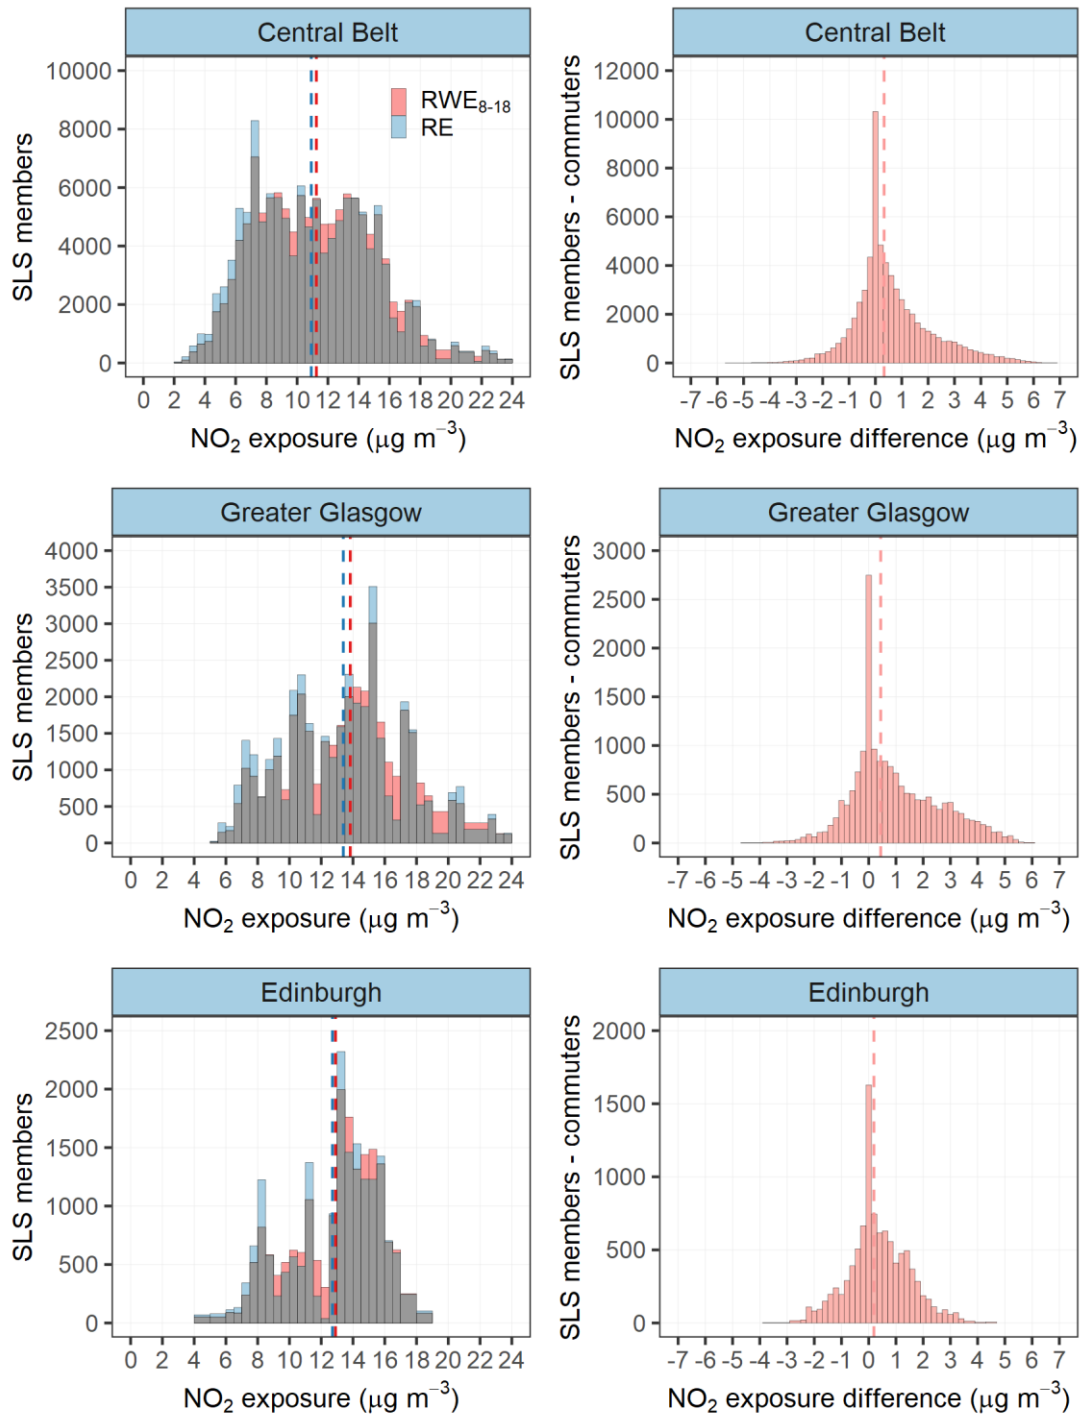 Central Belt
10000
8000
6000
4000
2000
0
SLS members
RWE₈₋₁₈
RE
0 2 4 6 8 10 12 14 16 18 20 22 24
NO₂ exposure (μg m⁻³)
Central Belt
12000
10000
8000
6000
4000
2000
0
SLS members - commuters
-7 -6 -5 -4 -3 -2 -1 0 1 2 3 4 5 6 7
NO₂ exposure difference (μg m⁻³)
Greater Glasgow
4000
3500
3000
2500
2000
1500
1000
500
0
SLS members
0 2 4 6 8 10 12 14 16 18 20 22 24
NO₂ exposure (μg m⁻³)
Greater Glasgow
3000
2500
2000
1500
1000
500
0
SLS members - commuters
-7 -6 -5 -4 -3 -2 -1 0 1 2 3 4 5 6 7
NO₂ exposure difference (μg m⁻³)
Edinburgh
2500
2000
1500
1000
500
0
SLS members
0 2 4 6 8 10 12 14 16 18 20 22 24
NO₂ exposure (μg m⁻³)
Edinburgh
2000
1500
1000
500
0
SLS members - commuters
-7 -6 -5 -4 -3 -2 -1 0 1 2 3 4 5 6 7
NO₂ exposure difference (μg m⁻³)